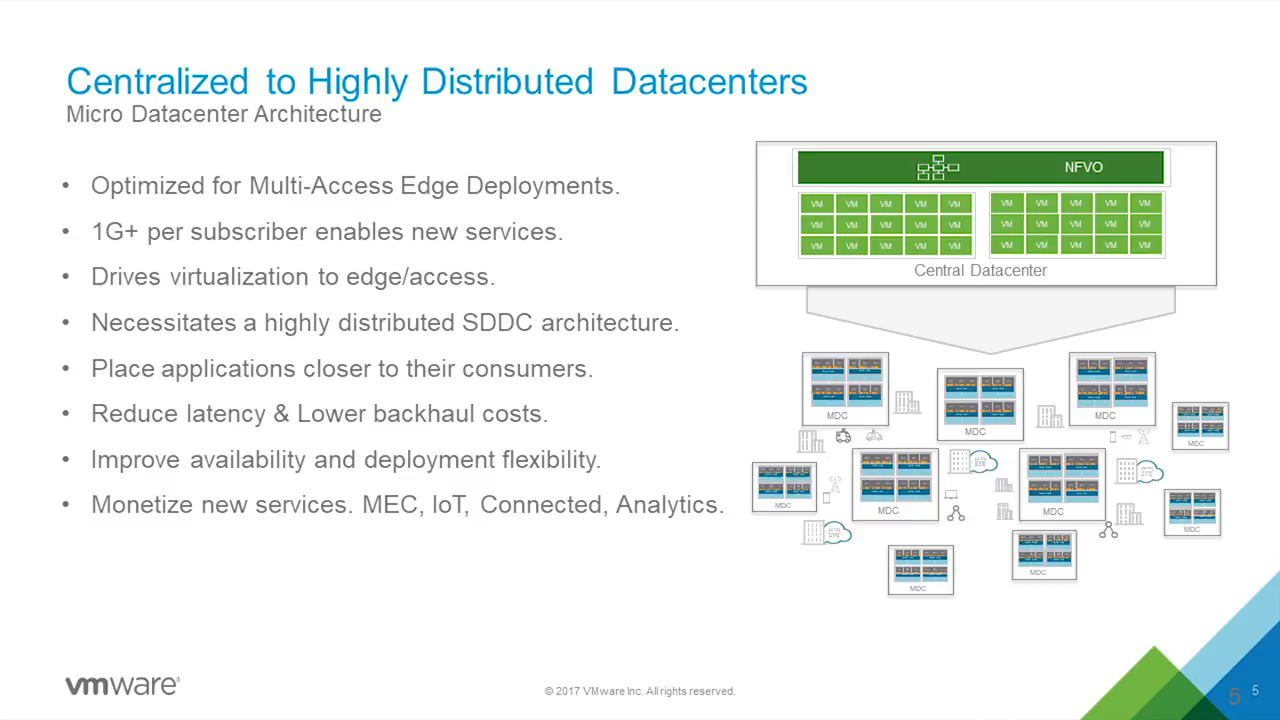 Centralized to Highly Distributed Datacenters
Micro Datacenter Architecture
• Optimized for Multi-Access Edge Deployments.
• 1G+ per subscriber enables new services.
• Drives virtualization to edge/access.
• Necessitates a highly distributed SDDC architecture.
• Place applications closer to their consumers.
• Reduce latency & Lower backhaul costs.
• Improve availability and deployment flexibility.
• Monetize new services. MEC, IoT, Connected, Analytics.
NFVO
VM VM VM VM VM VM VM VM VM VM
VM VM VM VM VM VM VM VM VM VM
VM VM VM VM VM VM VM VM VM VM
Central Datacenter
MDC
MDC
MDC
MDC
MDC
MDC
MDC
MDC
MDC
MDC
vmware
© 2017 VMware Inc. All rights reserved.
5
5